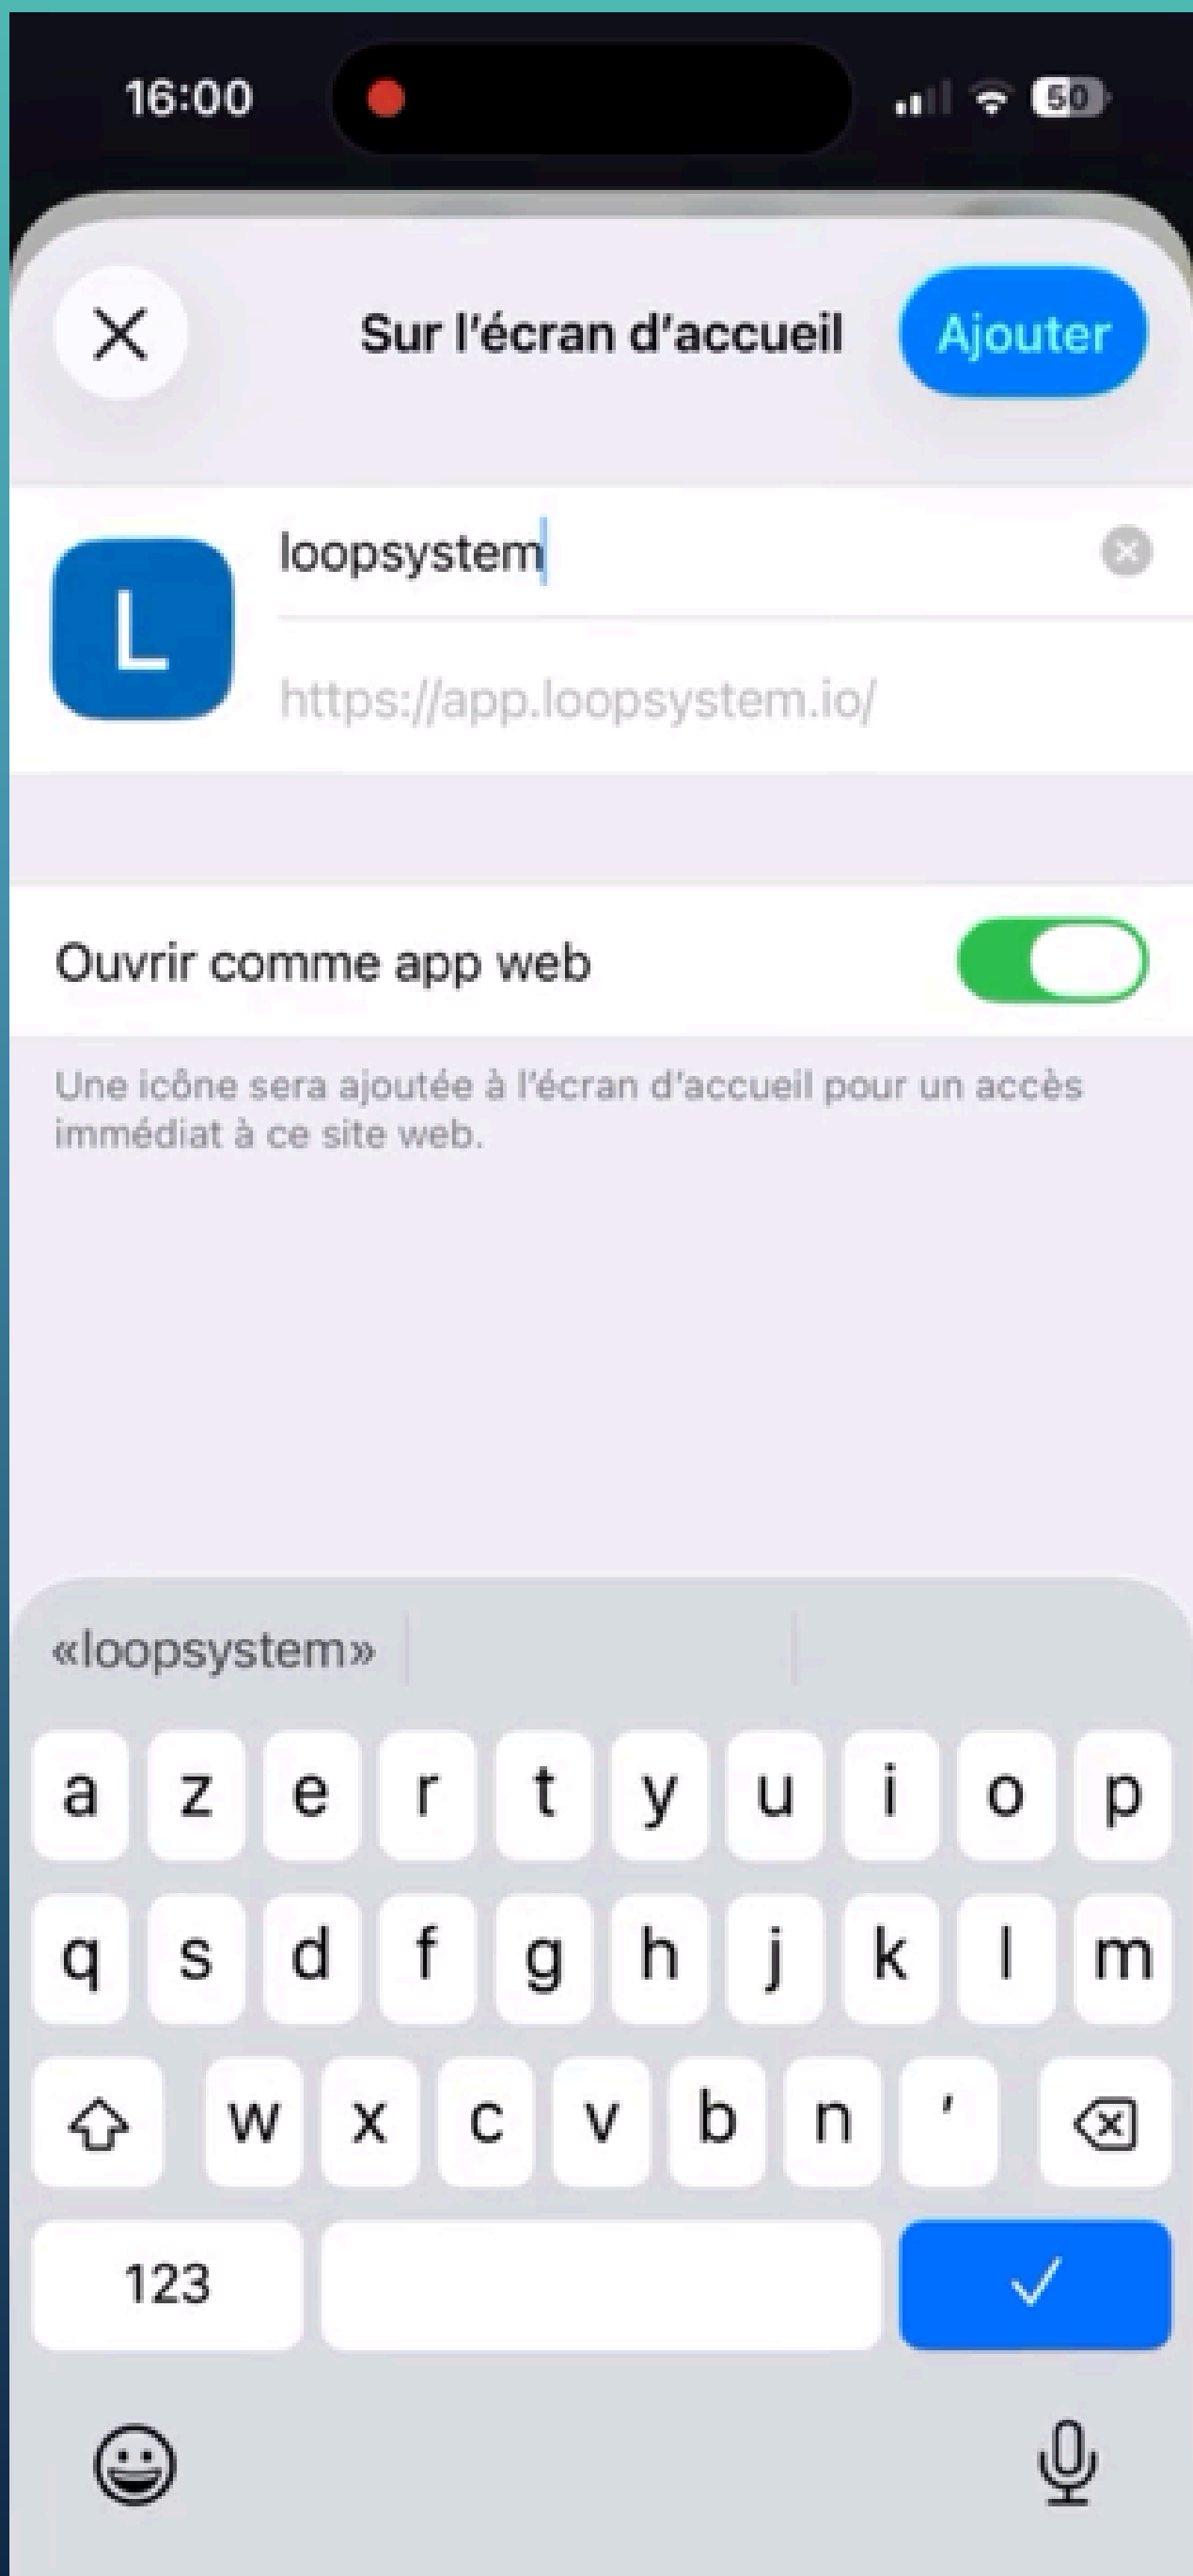 16:00
50
Sur l’écran d’accueil
Ajouter
loopsystem
L
https://app.loopsystem.io/
Ouvrir comme app web
Une icône sera ajoutée à l’écran d’accueil pour un accès
immédiat à ce site web.
«loopsystem»
a z e r t y u i o p
q s d f g h j k l m
w x c v b n ’
123